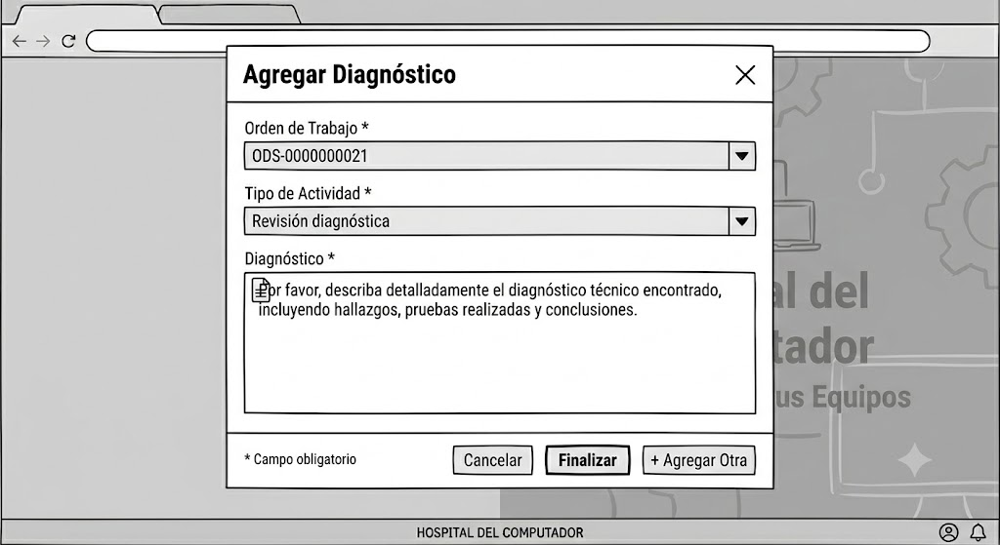 Agregar Diagnóstico
Orden de Trabajo *
ODS-0000000021
Tipo de Actividad *
Revisión diagnóstica
Diagnóstico *
Por favor, describa detalladamente el diagnóstico técnico encontrado,
incluyendo hallazgos, pruebas realizadas y conclusiones.
al del
tador
us Equipos
* Campo obligatorio
Cancelar
Finalizar
+ Agregar Otra
HOSPITAL DEL COMPUTADOR